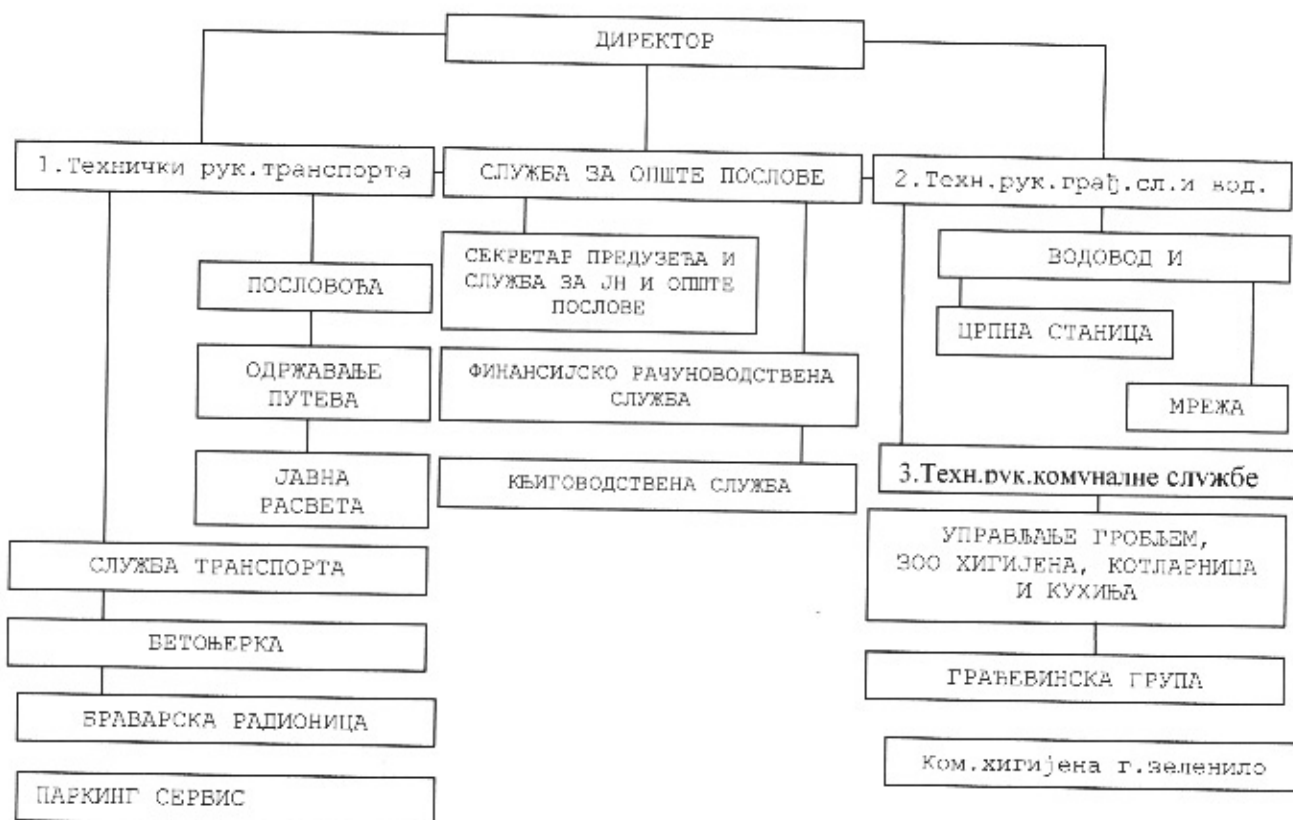 ДИРЕКТОР
1.Технички рук.транспорта
СЛУЖБА ЗА ОПШТЕ ПОСЛОВЕ
2.Техн.рук.грађ.сл.и вод.
СЕКРЕТАР ПРЕДУЗЕЋА И
СЛУЖБА ЗА ЈН И ОПШТЕ
ПОСЛОВЕ
ВОДОВОД И
ПОСЛОВОЂА
ЦРПНА СТАНИЦА
ОДРЖАВАЊЕ
ПУТЕВА
ФИНАНСИЈСКО РАЧУНОВОДСТВЕНА
СЛУЖБА
МРЕЖА
ЈАВНА
РАСВЕТА
КЊИГОВОДСТВЕНА СЛУЖБА
3.Техн.рук.комуналне службе
УПРАВЉАЊЕ ГРОБЉЕМ,
ЗОО ХИГИЈЕНА, КОТЛАРНИЦА
И КУХИЊА
СЛУЖБА ТРАНСПОРТА
БЕТОЊЕРКА
ГРАЂЕВИНСКА ГРУПА
БРАВАРСКА РАДИОНИЦА
Ком.хигијена г.зеленило
ПАРКИНГ СЕРВИС